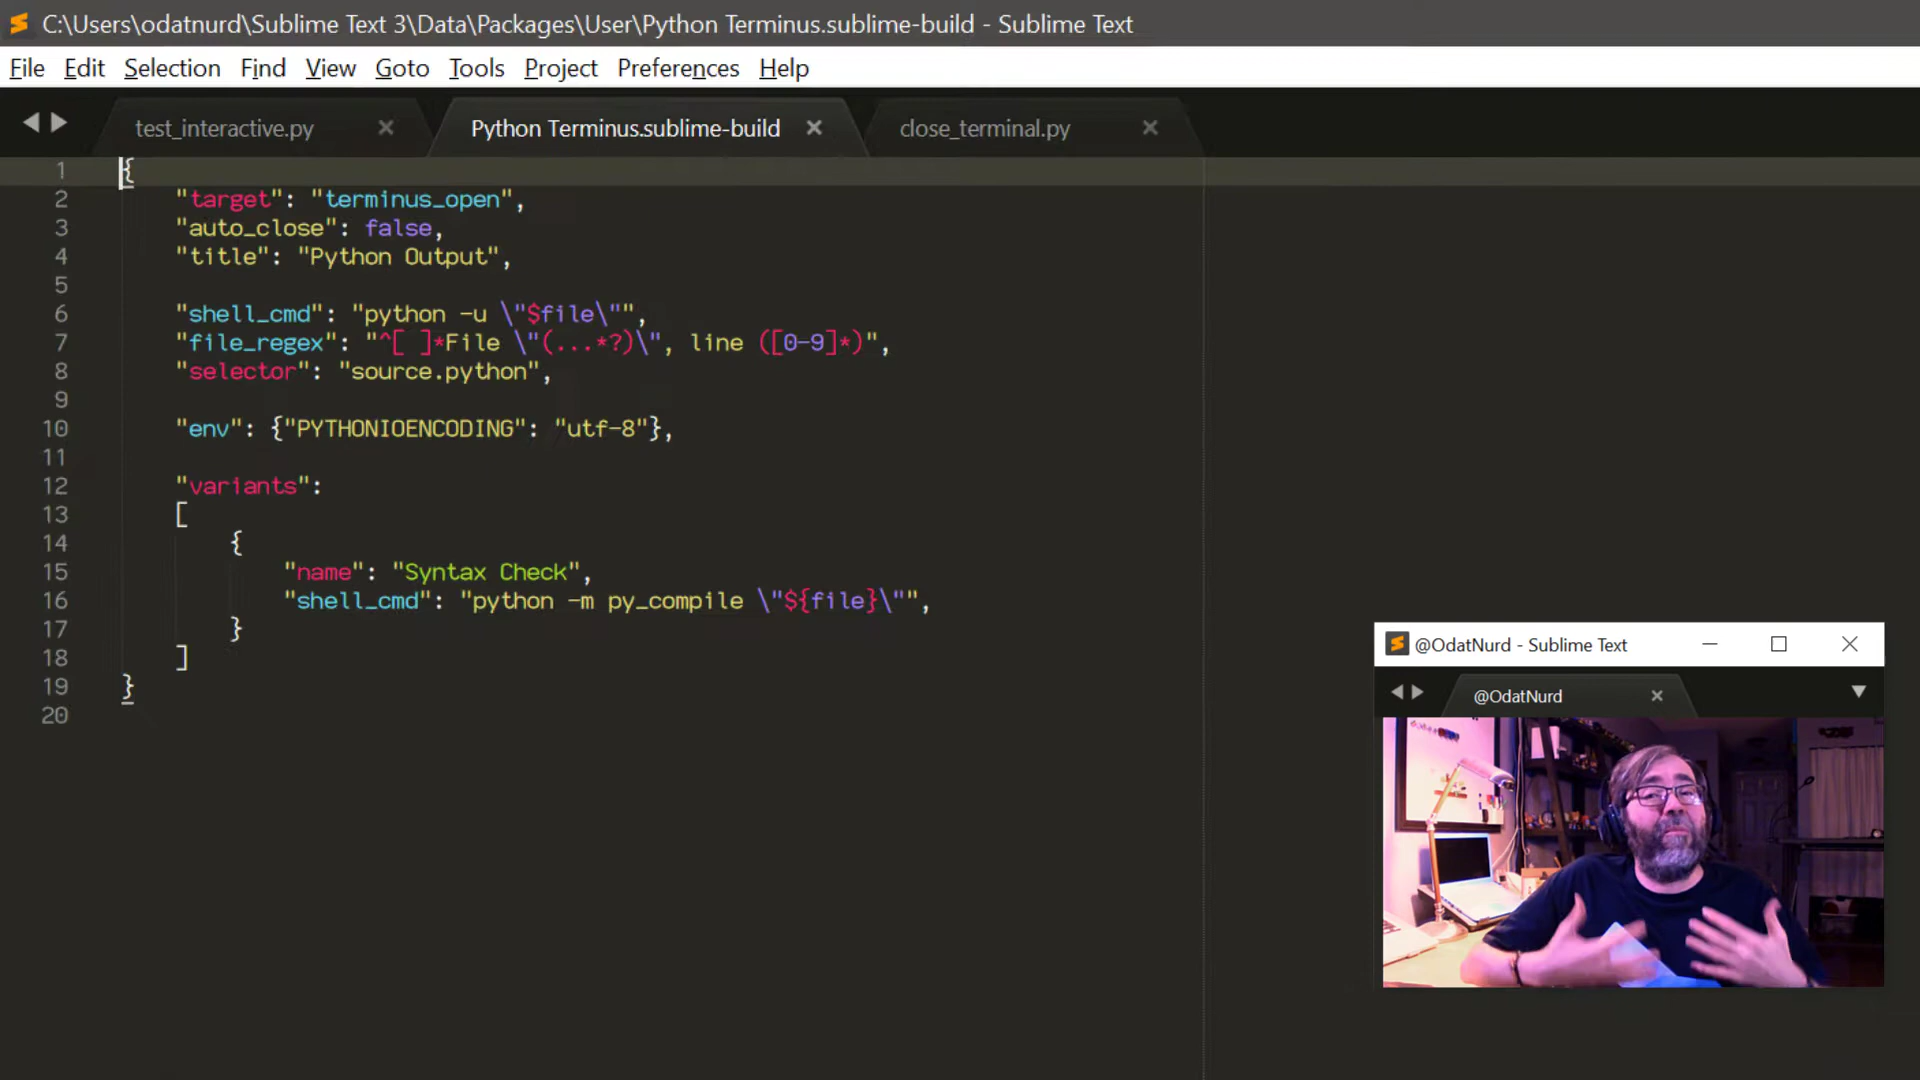 C:\Users\odatnurd\Sublime Text 3\Data\Packages\User\Python Terminus.sublime-build - Sublime Text
File Edit Selection Find View Goto Tools Project Preferences Help
test_interactive.py Python Terminus.sublime-build close_terminal.py
1 {
2 "target": "terminus_open",
3 "auto_close": false,
4 "title": "Python Output",
5
6 "shell_cmd": "python -u \"$file\"",
7 "file_regex": "^[ ]*File \"(...*?)\", line ([0-9]*)",
8 "selector": "source.python",
9
10 "env": {"PYTHONIOENCODING": "utf-8"},
11
12 "variants":
13 [
14 {
15 "name": "Syntax Check",
16 "shell_cmd": "python -m py_compile \"${file}\"",
17 }
18 ]
19 }
20
@OdatNurd - Sublime Text
@OdatNurd